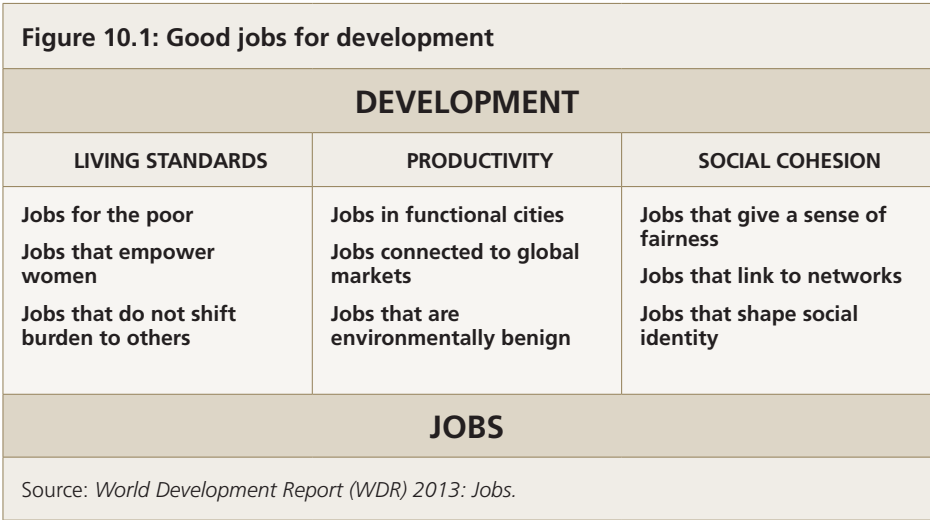 Figure 10.1: Good jobs for development
DEVELOPMENT
LIVING STANDARDS
Jobs for the poor
Jobs that empower
women
Jobs that do not shift
burden to others
PRODUCTIVITY
Jobs in functional cities
Jobs connected to global
markets
Jobs that are
environmentally benign
SOCIAL COHESION
Jobs that give a sense of
fairness
Jobs that link to networks
Jobs that shape social
identity
JOBS
Source: World Development Report (WDR) 2013: Jobs.